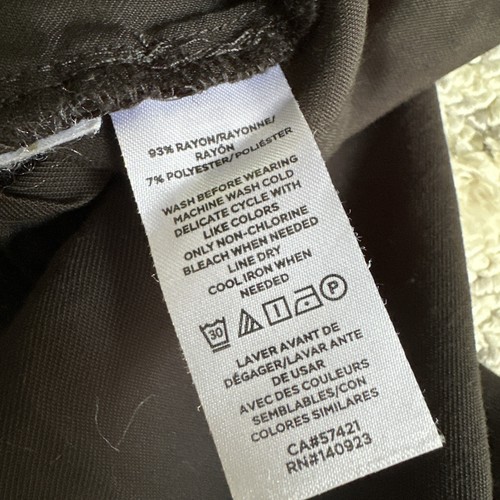 93% RAYON/RAYONNE/
RAYÓN
7% POLYESTER/POLIÉSTER
WASH BEFORE WEARING
MACHINE WASH COLD
DELICATE CYCLE WITH
LIKE COLORS
ONLY NON-CHLORINE
BLEACH WHEN NEEDED
LINE DRY
COOL IRON WHEN
NEEDED
30 P
LAVER AVANT DE
DÉGAGER/LAVAR ANTE
DE USAR
AVEC DES COULEURS
SEMBLABLES/CON
COLORES SIMILARES
CA#57421
RN#140923